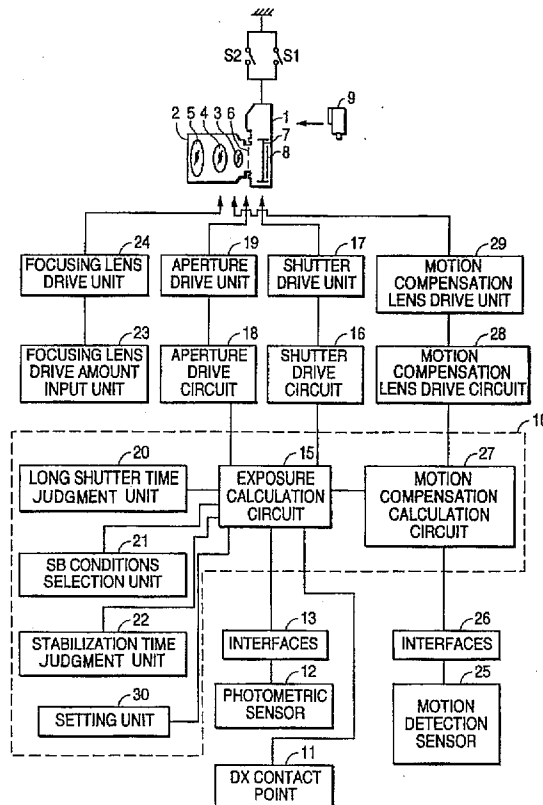 S2 S1
1
9
2 5 4 3 6
7
8
24
FOCUSING LENS
DRIVE UNIT
19
APERTURE
DRIVE UNIT
17
SHUTTER
DRIVE UNIT
29
MOTION
COMPENSATION
LENS DRIVE UNIT
23
FOCUSING LENS
DRIVE AMOUNT
INPUT UNIT
18
APERTURE
DRIVE
CIRCUIT
16
SHUTTER
DRIVE
CIRCUIT
28
MOTION
COMPENSATION
LENS DRIVE CIRCUIT
10
20
LONG SHUTTER TIME
JUDGMENT UNIT
15
EXPOSURE
CALCULATION
CIRCUIT
27
MOTION
COMPENSATION
CALCULATION
CIRCUIT
21
SB CONDITIONS
SELECTION UNIT
22
STABILIZATION TIME
JUDGMENT UNIT
13
INTERFACES
26
INTERFACES
30
SETTING UNIT
12
PHOTOMETRIC
SENSOR
25
MOTION
DETECTION
SENSOR
11
DX CONTACT
POINT